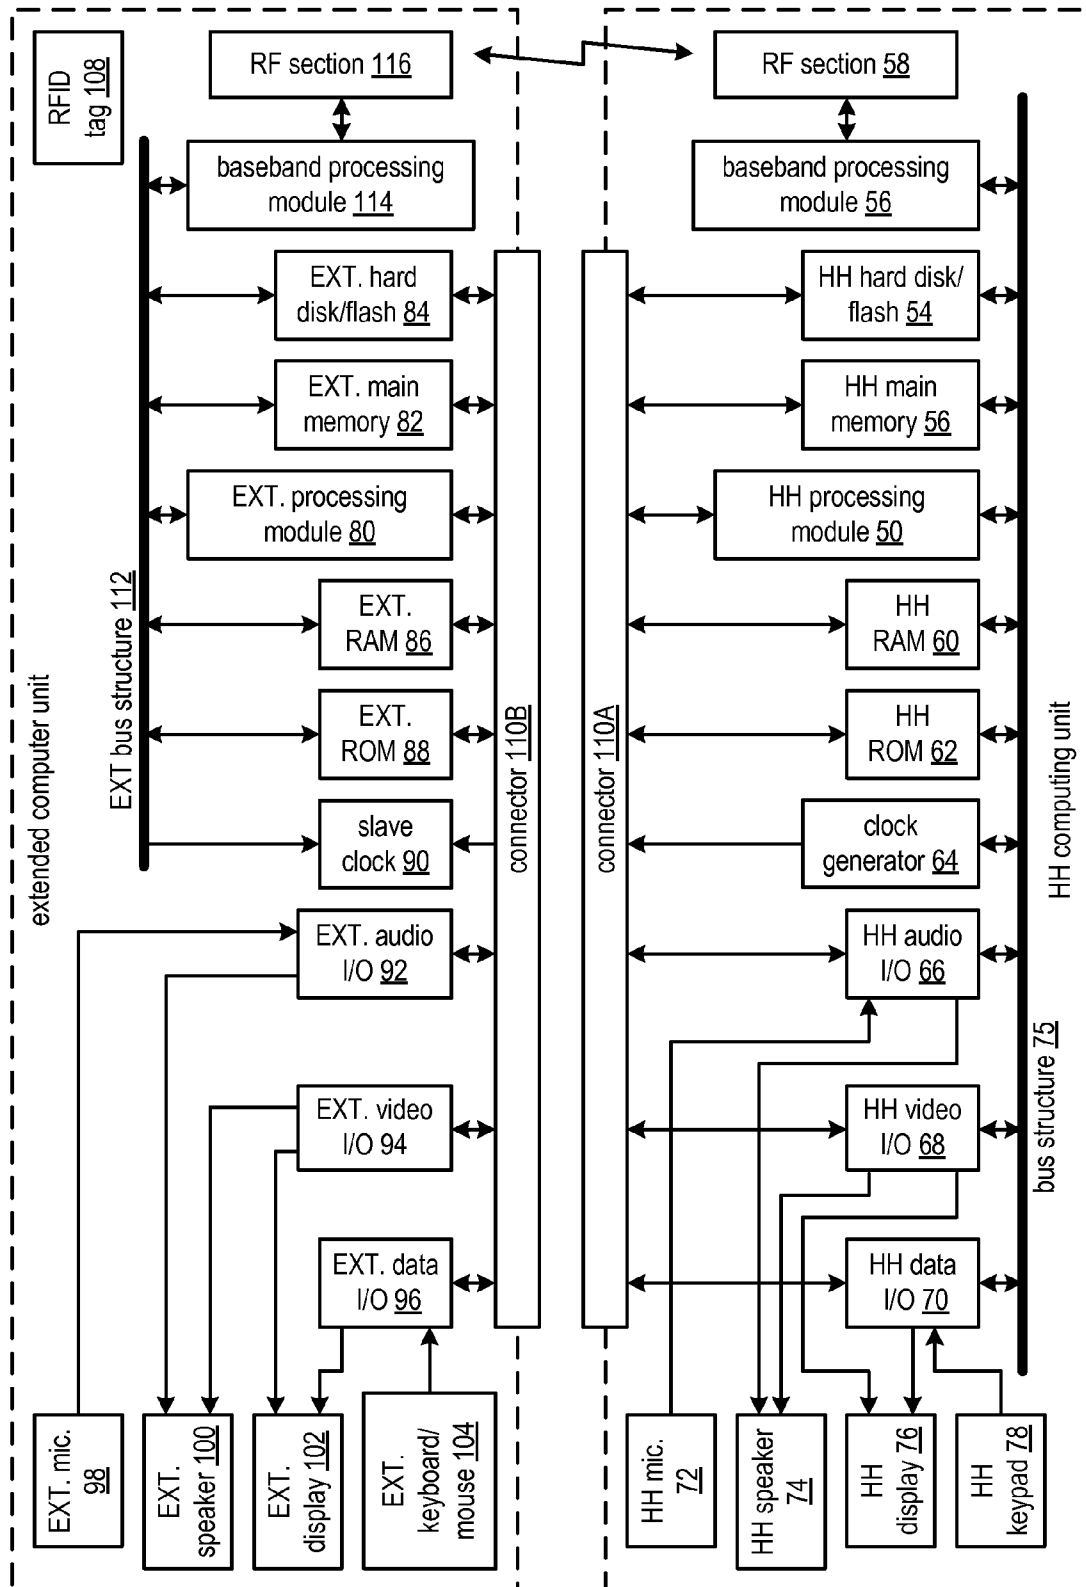 RFID
tag 108
RF section 116
baseband processing
module 114
EXT. hard
disk/flash 84
EXT. main
memory 82
EXT. processing
module 80
EXT.
RAM 86
EXT.
ROM 88
slave
clock 90
EXT. audio
I/O 92
EXT. video
I/O 94
EXT. data
I/O 96
EXT bus structure 112
extended computer unit
connector 110B
EXT. mic.
98
EXT.
speaker 100
EXT.
display 102
EXT.
keyboard/
mouse 104
RF section 58
baseband processing
module 56
HH hard disk/
flash 54
HH main
memory 56
HH processing
module 50
HH
RAM 60
HH
ROM 62
clock
generator 64
HH audio
I/O 66
HH video
I/O 68
HH data
I/O 70
connector 110A
HH computing unit
bus structure 75
HH mic.
72
HH speaker
74
HH
display 76
HH
keypad 78